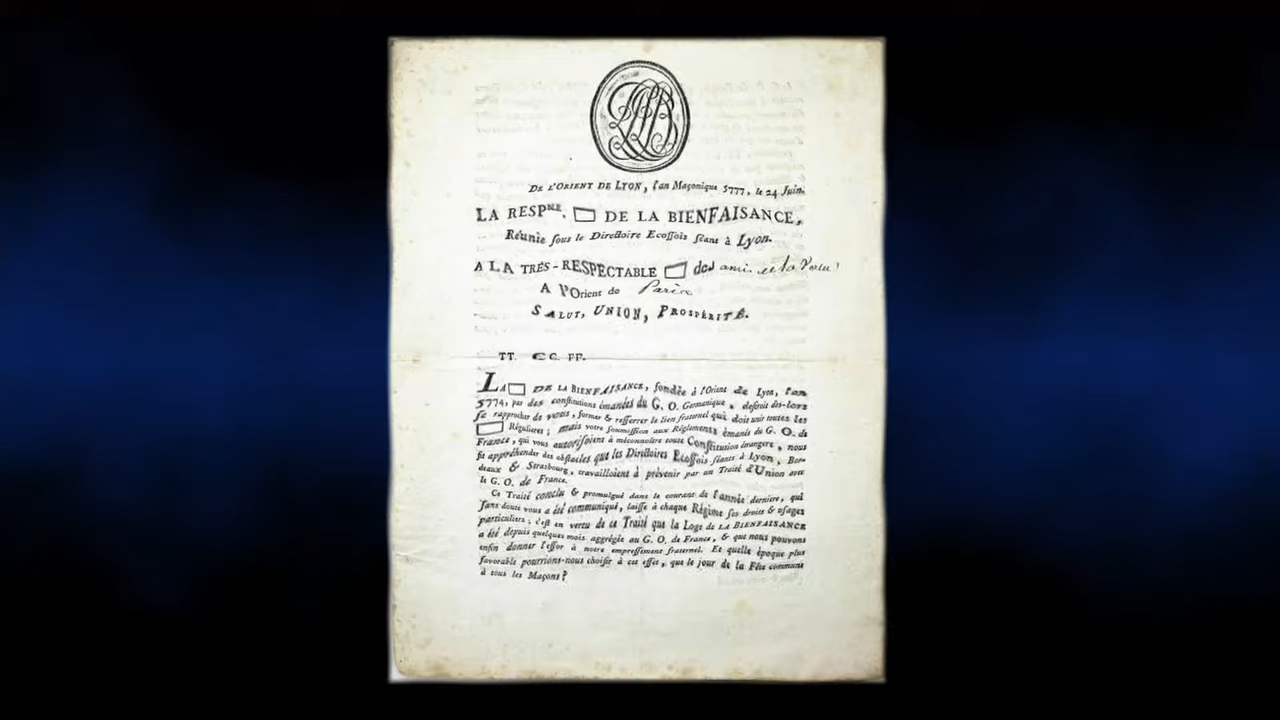 LLB
DE L'ORIENT DE LYON, l'an Maçonique 5777, le 24 Juin.
LA RESPBLE. ▭ DE LA BIENFAISANCE,
Réunie ſous le Directoire Ecoſſois ſéant à Lyon.
A LA TRÉS-RESPECTABLE ▭ des ami de la Vertu
A l'Orient de Paris
SALUT, UNION, PROSPÉRITÉ.
TT. CC. FF.
LA ▭ DE LA BIENFAISANCE, fondée à l'Orient de Lyon, l'an
5774, par des conſtitutions émanées du G. O. Germanique, deſiroit dès-lors
ſe rapprocher de vous, former & reſſerrer le lien fraternel qui doit unir toutes les
▭ Régulieres; mais votre ſoumiſſion aux Réglements émanés du G. O. de
France, qui vous autoriſoient à méconnoître toute Conſtitution étrangere, nous
fit appréhender des obſtacles que les Directoires Ecoſſois ſéants à Lyon, Bor-
deaux & Strasbourg, travailloient à prévenir par un Traité d'Union avec
le G. O. de France.
Ce Traité conclu & promulgué dans le courant de l'année derniere, qui
ſans doute vous a été communiqué, laiſſe à chaque Régime ſes droits & uſages
particuliers; c'eſt en vertu de ce Traité que la Loge de LA BIENFAISANCE
a été depuis quelques mois aggrégée au G. O. de France, & que nous pouvons
enfin donner l'eſſor à notre empreſſement fraternel. Et quelle époque plus
favorable pourrions-nous choiſir à cet effet, que le jour de la Fête commune
à tous les Maçons?